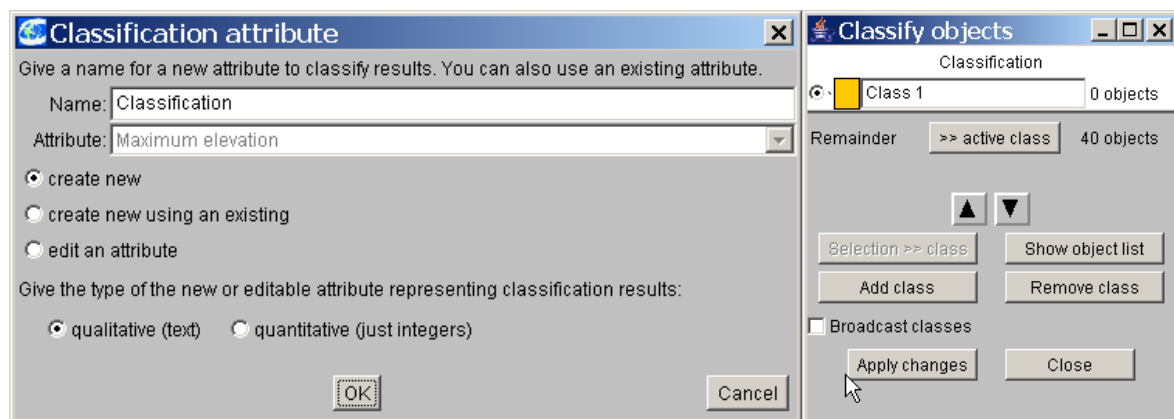 Classification attribute
Give a name for a new attribute to classify results. You can also use an existing attribute.
Name: Classification
Attribute: Maximum elevation
create new
create new using an existing
edit an attribute
Give the type of the new or editable attribute representing classification results:
qualitative (text) quantitative (just integers)
OK Cancel
Classify objects
Classification
Class 1 0 objects
Remainder >> active class 40 objects
Selection >> class Show object list
Add class Remove class
Broadcast classes
Apply changes Close